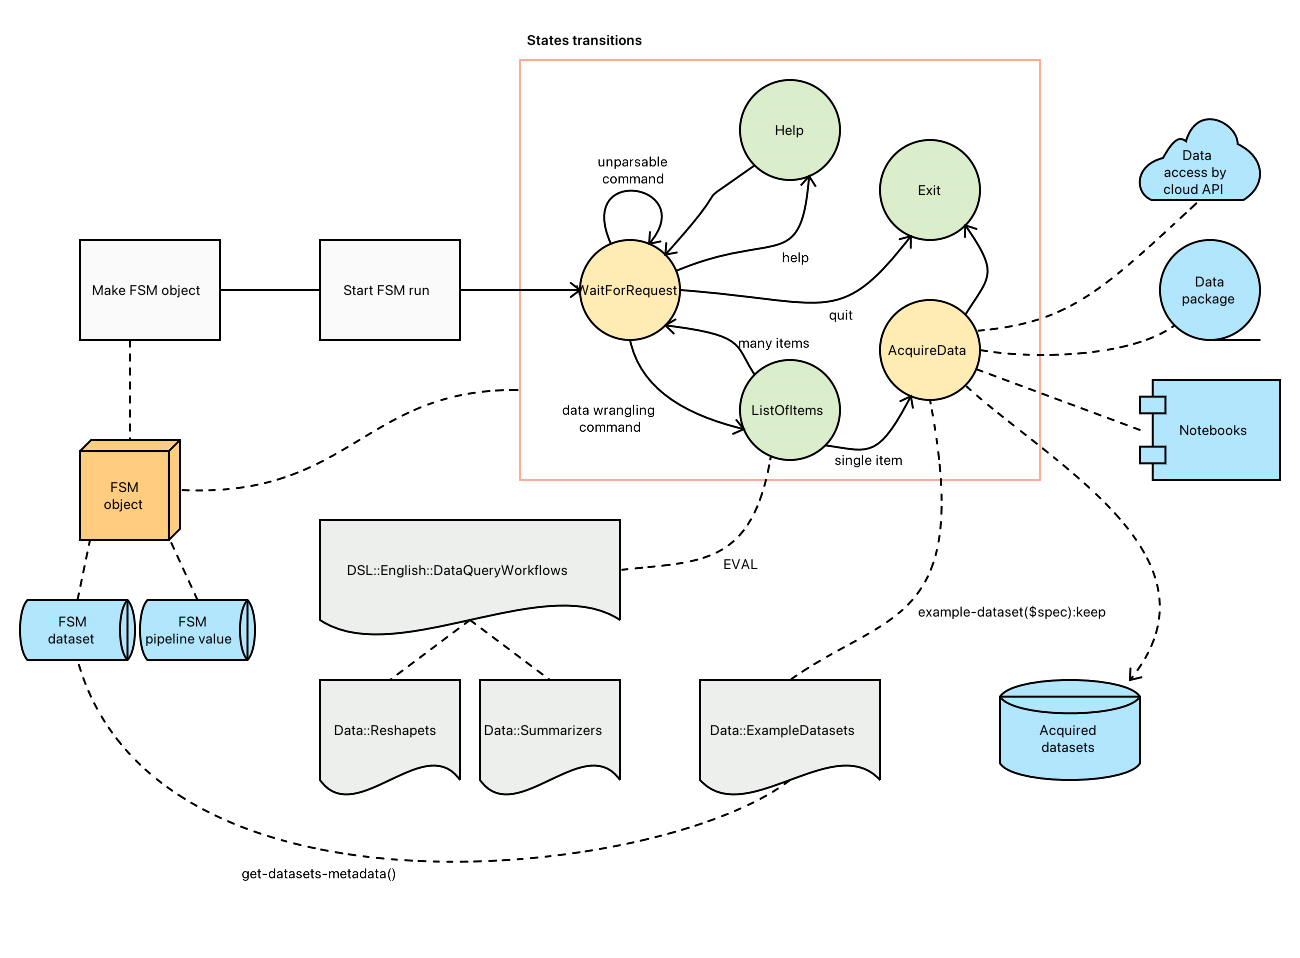 States transitions
Help
unparsable
command
Exit
Data
access by
cloud API
help
Make FSM object
Start FSM run
WaitForRequest
Data
package
quit
many items
AcquireData
data wrangling
command
ListOfItems
single item
Notebooks
FSM
object
DSL::English::DataQueryWorkflows
EVAL
example-dataset($spec):keep
FSM
dataset
FSM
pipeline value
Data::Reshapets
Data::Summarizers
Data::ExampleDatasets
Acquired
datasets
get-datasets-metadata()